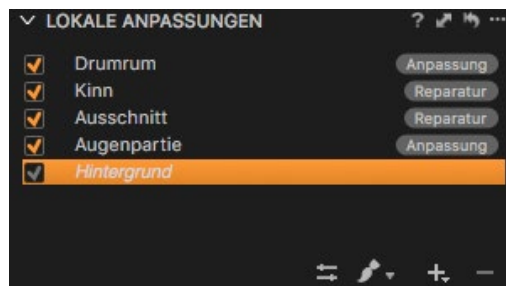 LOKALE ANPASSUNGEN ? ...
Drumrum Anpassung
Kinn Reparatur
Ausschnitt Reparatur
Augenpartie Anpassung
Hintergrund